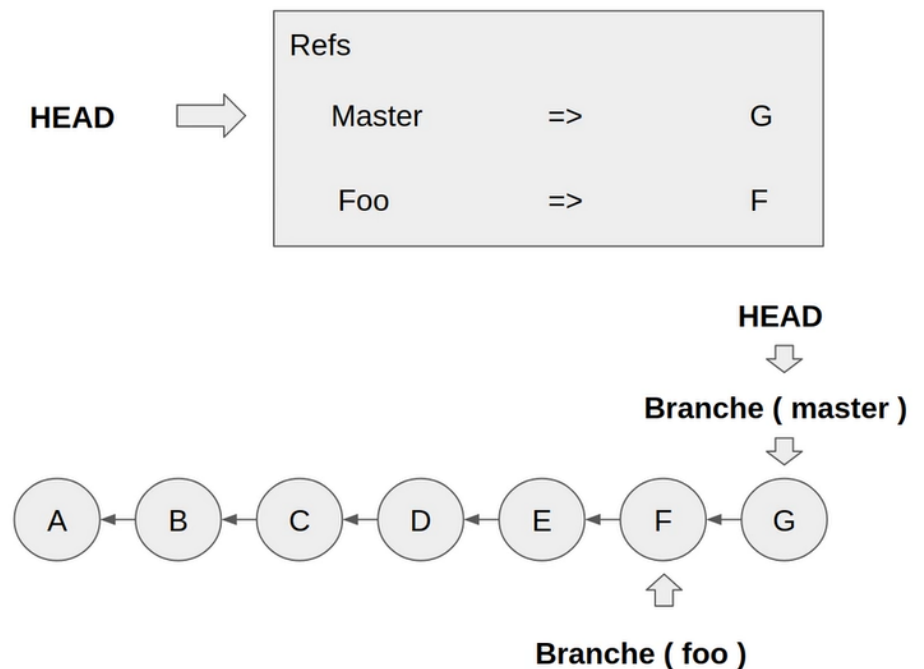 Refs
HEAD
Master => G
Foo => F
HEAD
Branche ( master )
A B C D E F G
Branche ( foo )